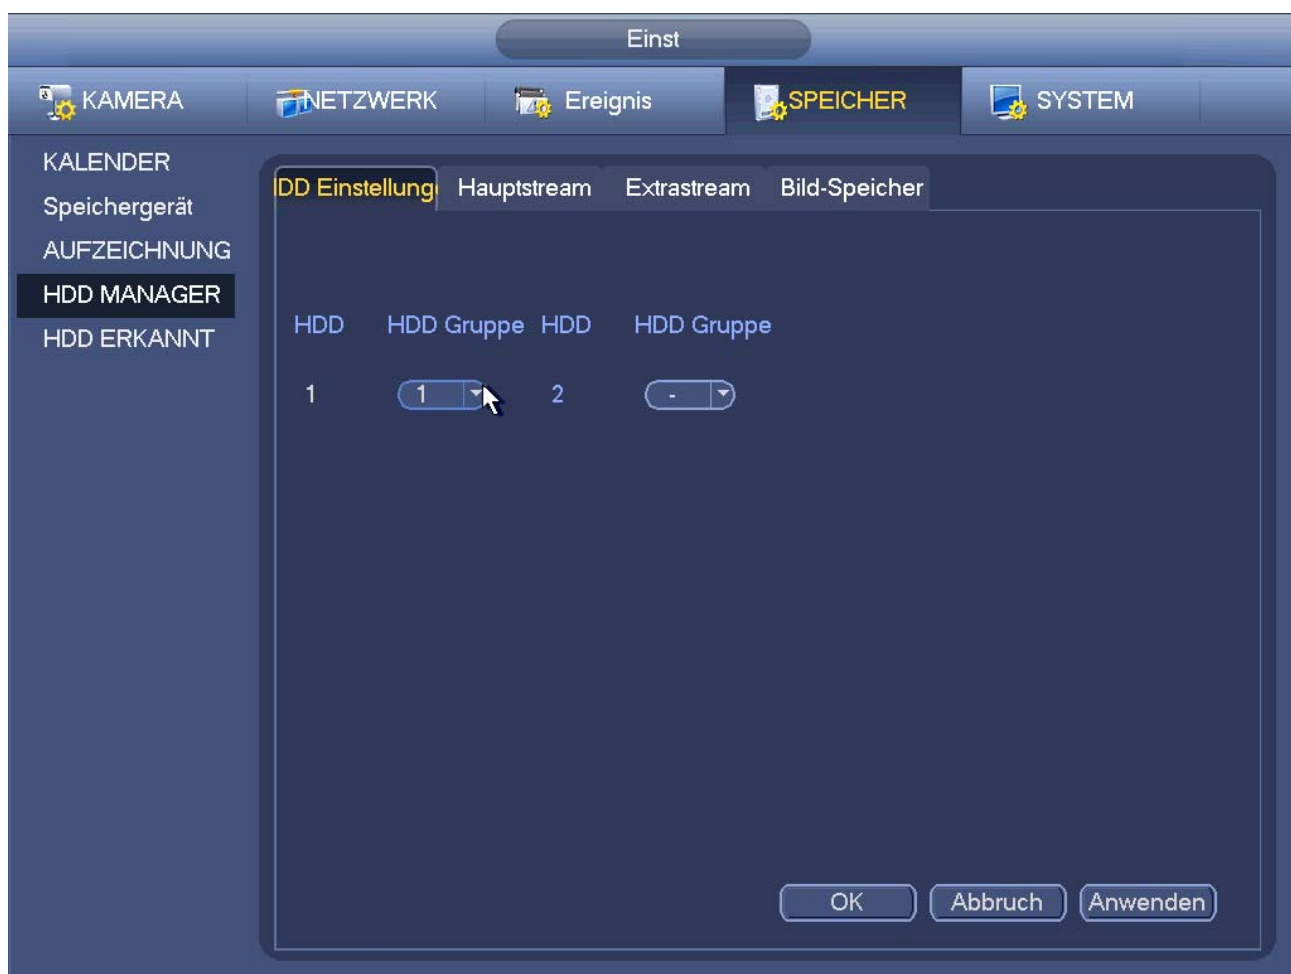 Einst
KAMERA NETZWERK Ereignis SPEICHER SYSTEM
KALENDER
Speichergerät
AUFZEICHNUNG
HDD MANAGER
HDD ERKANNT
DD Einstellung Hauptstream Extrastream Bild-Speicher
HDD HDD Gruppe HDD HDD Gruppe
1 1 2 -
OK Abbruch Anwenden